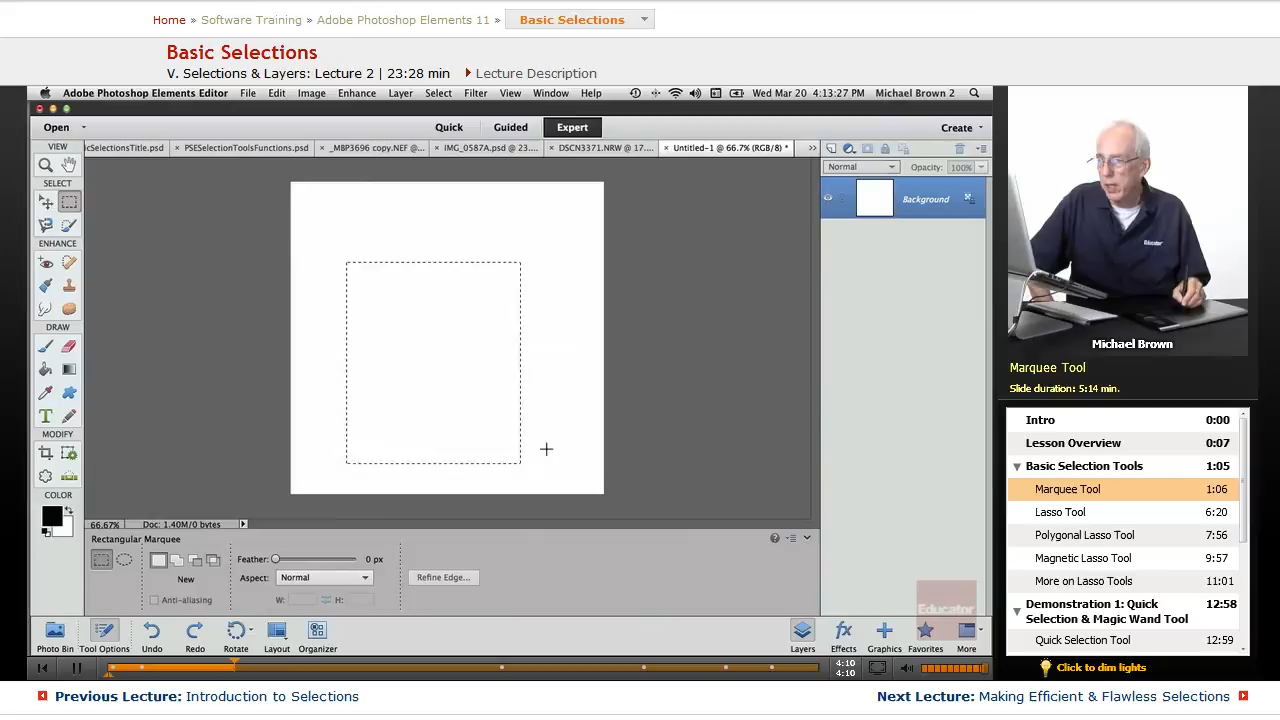 Home » Software Training » Adobe Photoshop Elements 11 » Basic Selections
Basic Selections
V. Selections & Layers: Lecture 2 | 23:28 min Lecture Description
Adobe Photoshop Elements Editor File Edit Image Enhance Layer Select Filter View Window Help Wed Mar 20 4:13:27 PM Michael Brown 2
Open Quick Guided Expert Create
VIEW icSelectionsTitle.psd × PSESelectionToolsFunctions.psd × _MBP3696 copy.NEF @... × IMG_0587A.psd @ 23.... × DSCN3371.NRW @ 17.... × Untitled-1 @ 66.7% (RGB/8) * »
Normal Opacity: 100%
SELECT
Background
ENHANCE
DRAW
T
MODIFY
COLOR
66.67% Doc: 1.40M/0 bytes
Rectangular Marquee
Feather: 0 px
New
Aspect: Normal
Refine Edge...
Anti-aliasing
W: H:
Photo Bin Tool Options Undo Redo Rotate Layout Organizer Layers fx Effects Graphics Favorites More
Educator
4:10
4:10
Educator
Michael Brown
Marquee Tool
Slide duration: 5:14 min.
Intro 0:00
Lesson Overview 0:07
Basic Selection Tools 1:05
Marquee Tool 1:06
Lasso Tool 6:20
Polygonal Lasso Tool 7:56
Magnetic Lasso Tool 9:57
More on Lasso Tools 11:01
Demonstration 1: Quick 12:58
Selection & Magic Wand Tool
Quick Selection Tool 12:59
Click to dim lights
Previous Lecture: Introduction to Selections
Next Lecture: Making Efficient & Flawless Selections